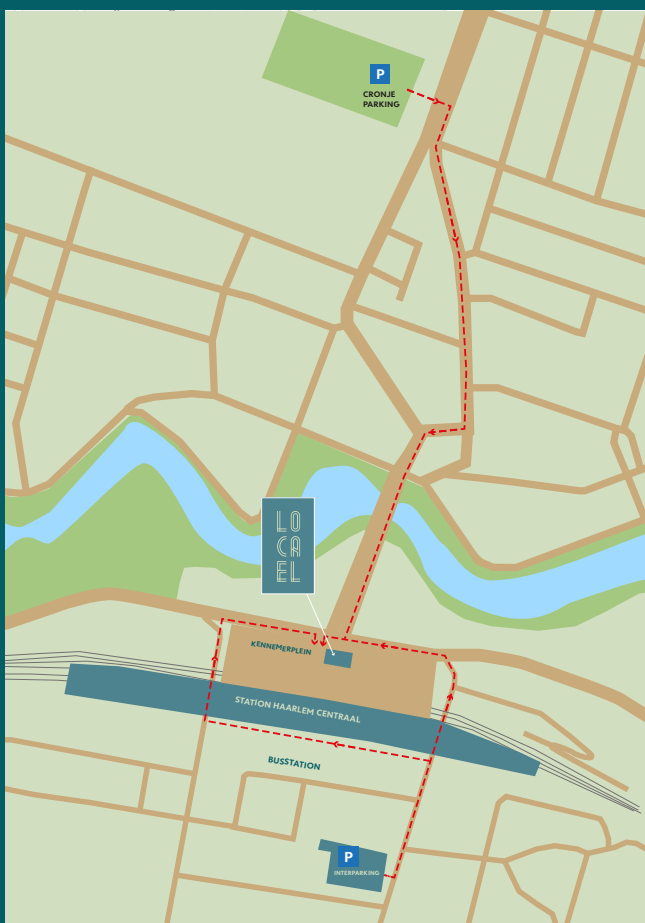 P
CRONJE
PARKING
LO
CA
EL
KENNEMERPLEIN
STATION HAARLEM CENTRAAL
BUSSTATION
P
INTERPARKING